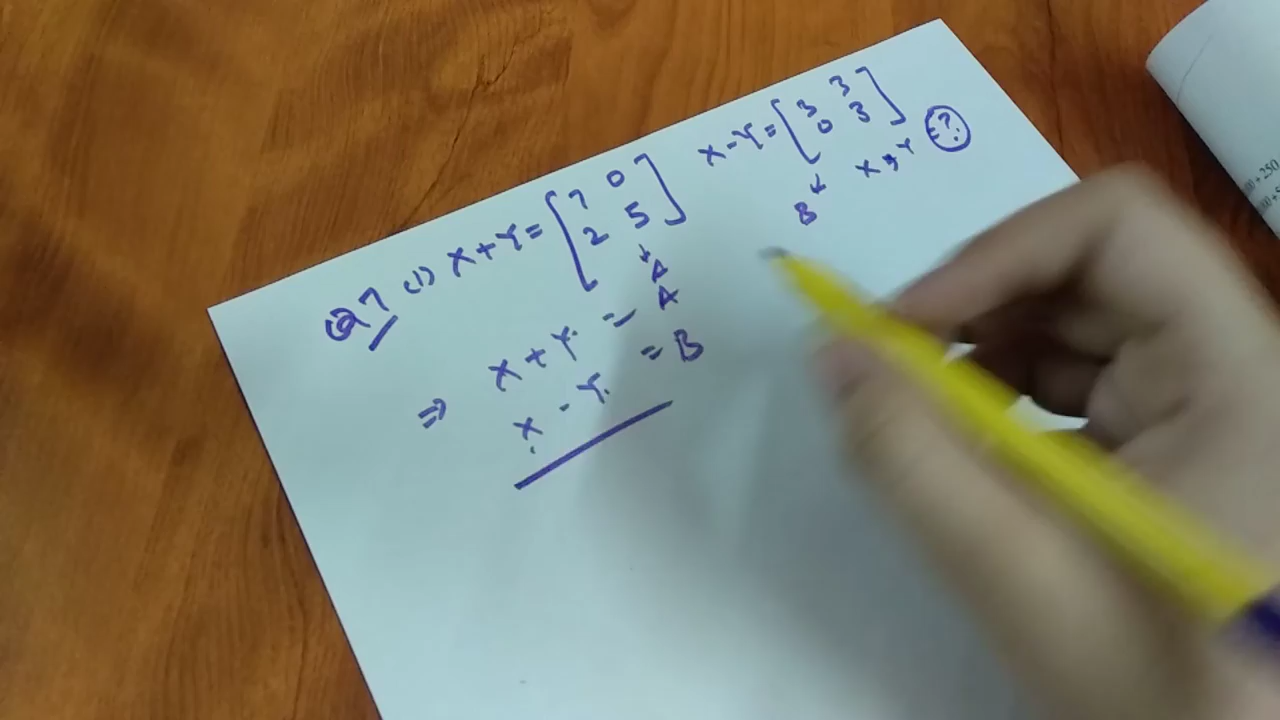 Q7 (1) X+Y= [7 0 X-Y= [3 3]
2 5] 0 3]
↓A ↓B X, Y = ?
⇒ X + Y = A
X - Y = B